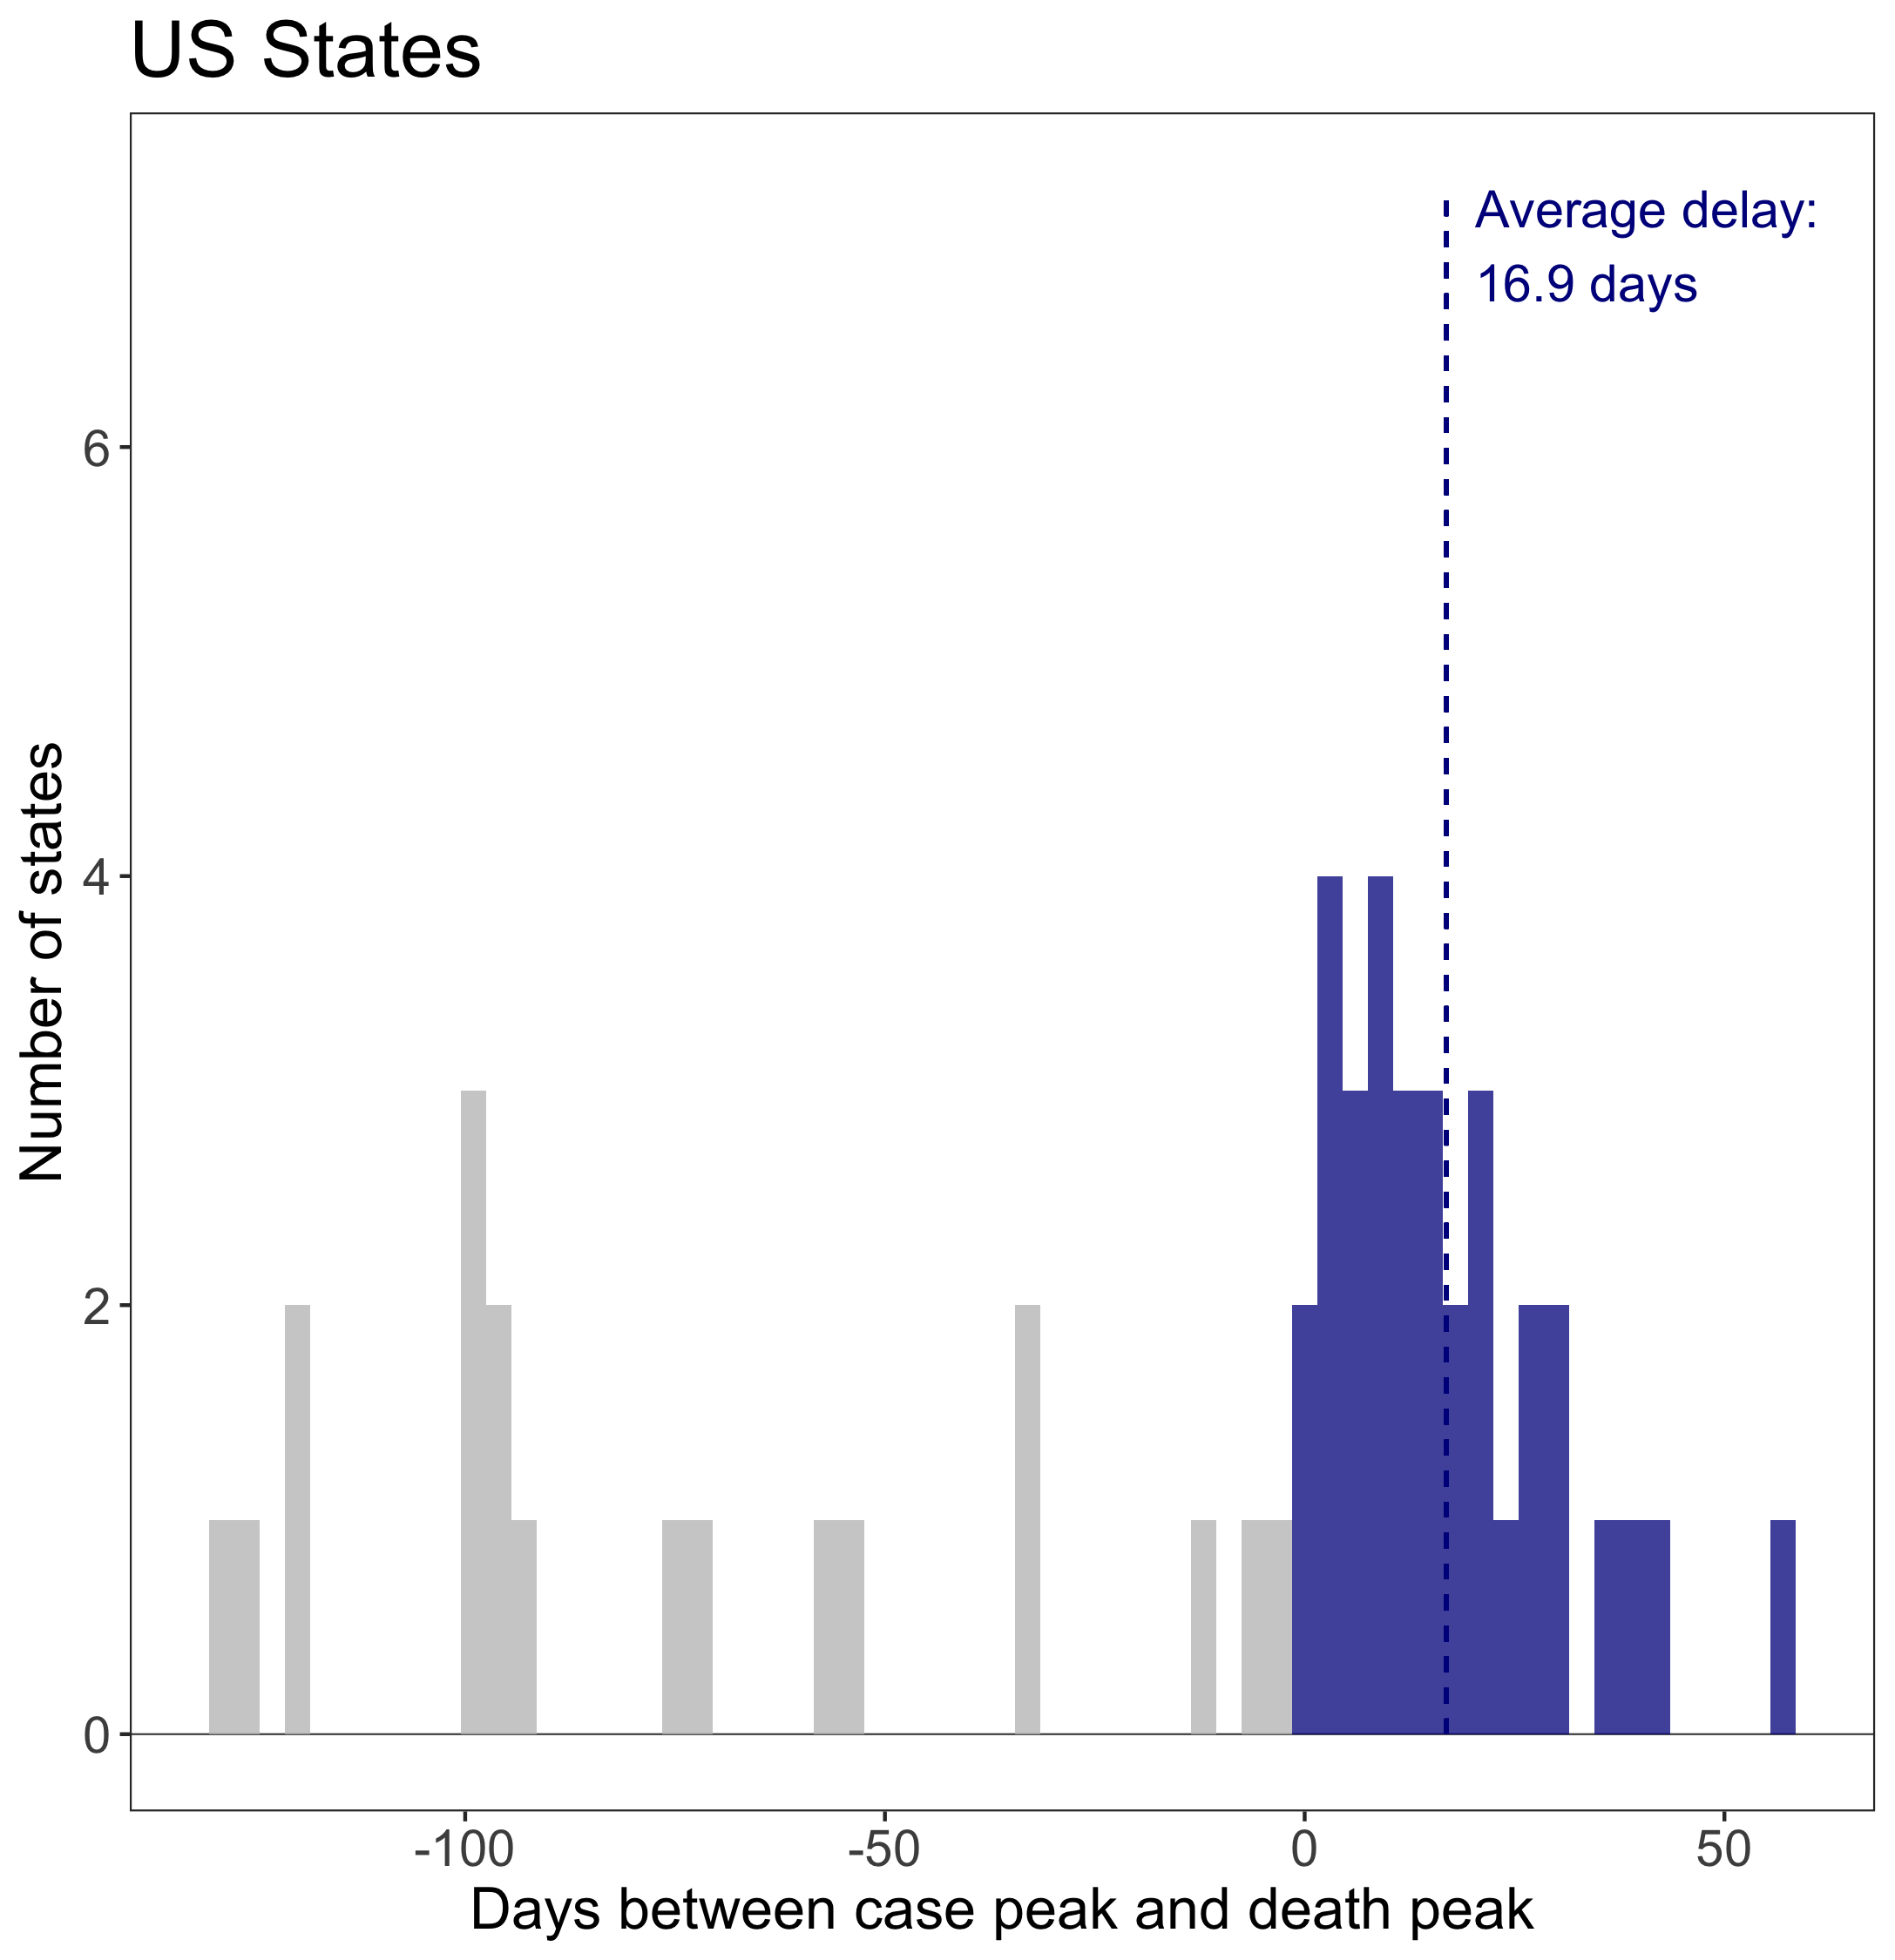 US States
Average delay:
16.9 days
Number of states
6
4
2
0
-100
-50
0
50
Days between case peak and death peak